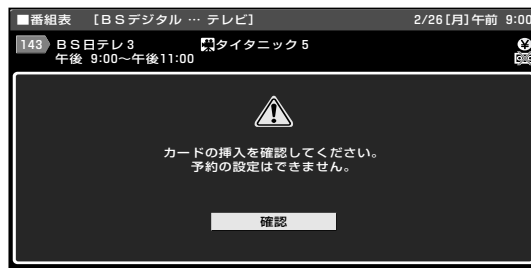 ■番組表 [BSデジタル … テレビ] 2/26[月]午前 9:00
143 BS日テレ3 映タイタニック5
午後 9:00~午後11:00
カードの挿入を確認してください。
予約の設定はできません。
確認